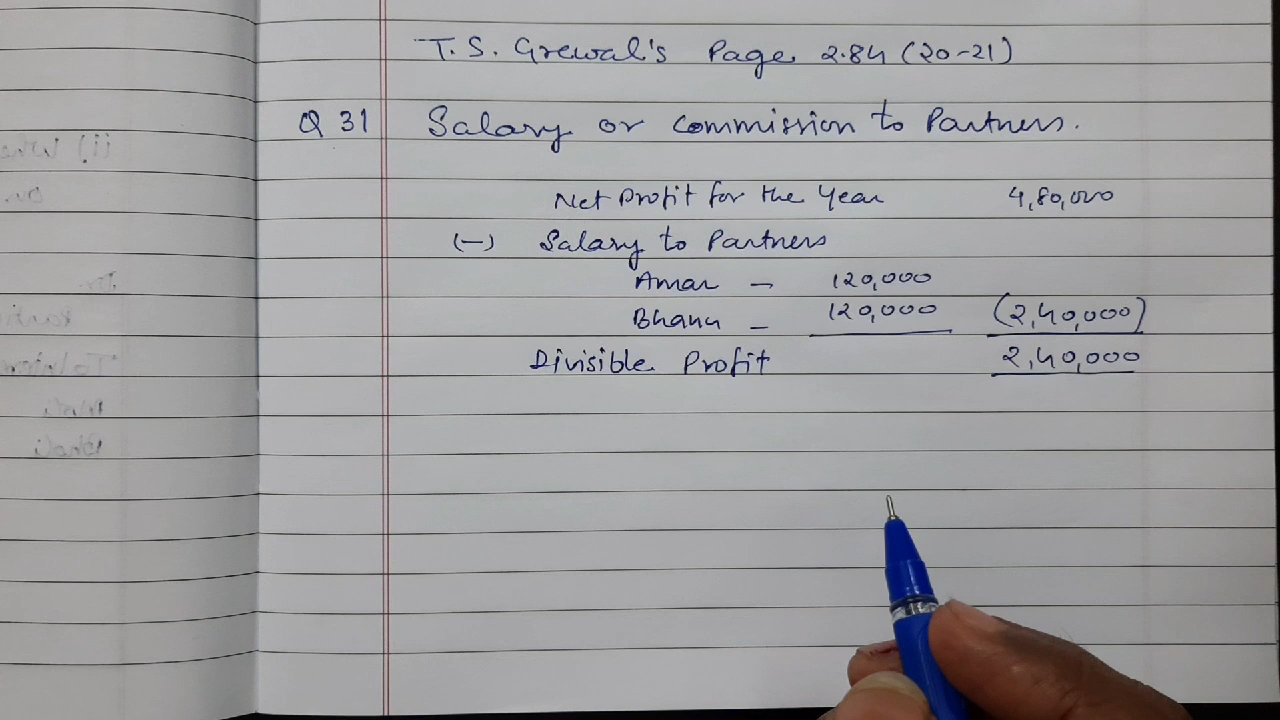 T. S. Grewal's Page 2.84 (20-21)
Q 31 Salary or Commission to Partners.
Net Profit for the Year 4,80,000
(-) Salary to Partners
Amar - 120,000
Bhanu - 120,000 (2,40,000)
Divisible Profit 2,40,000